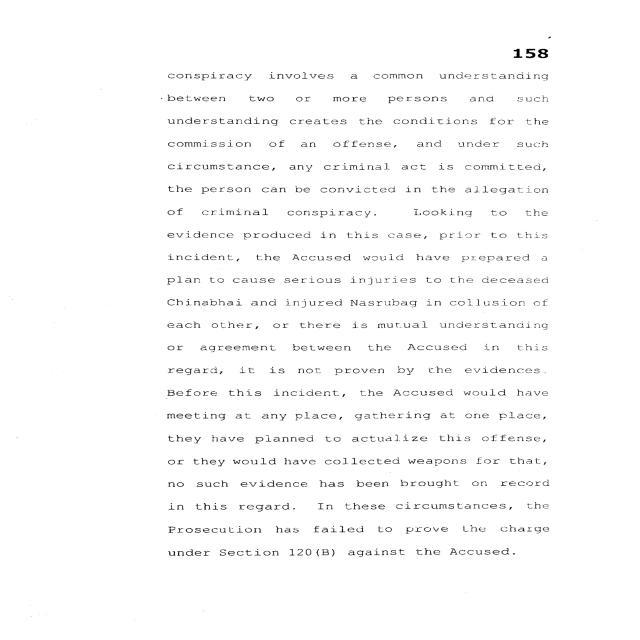 158
conspiracy involves a common understanding
between two or more persons and such
understanding creates the conditions for the
commission of an offense, and under such
circumstance, any criminal act is committed,
the person can be convicted in the allegation
of criminal conspiracy. Looking to the
evidence produced in this case, prior to this
incident, the Accused would have prepared a
plan to cause serious injuries to the deceased
Chinabhai and injured Nasrubag in collusion of
each other, or there is mutual understanding
or agreement between the Accused in this
regard, it is not proven by the evidences.
Before this incident, the Accused would have
meeting at any place, gathering at one place,
they have planned to actualize this offense,
or they would have collected weapons for that,
no such evidence has been brought on record
in this regard. In these circumstances, the
Prosecution has failed to prove the charge
under Section 120(B) against the Accused.